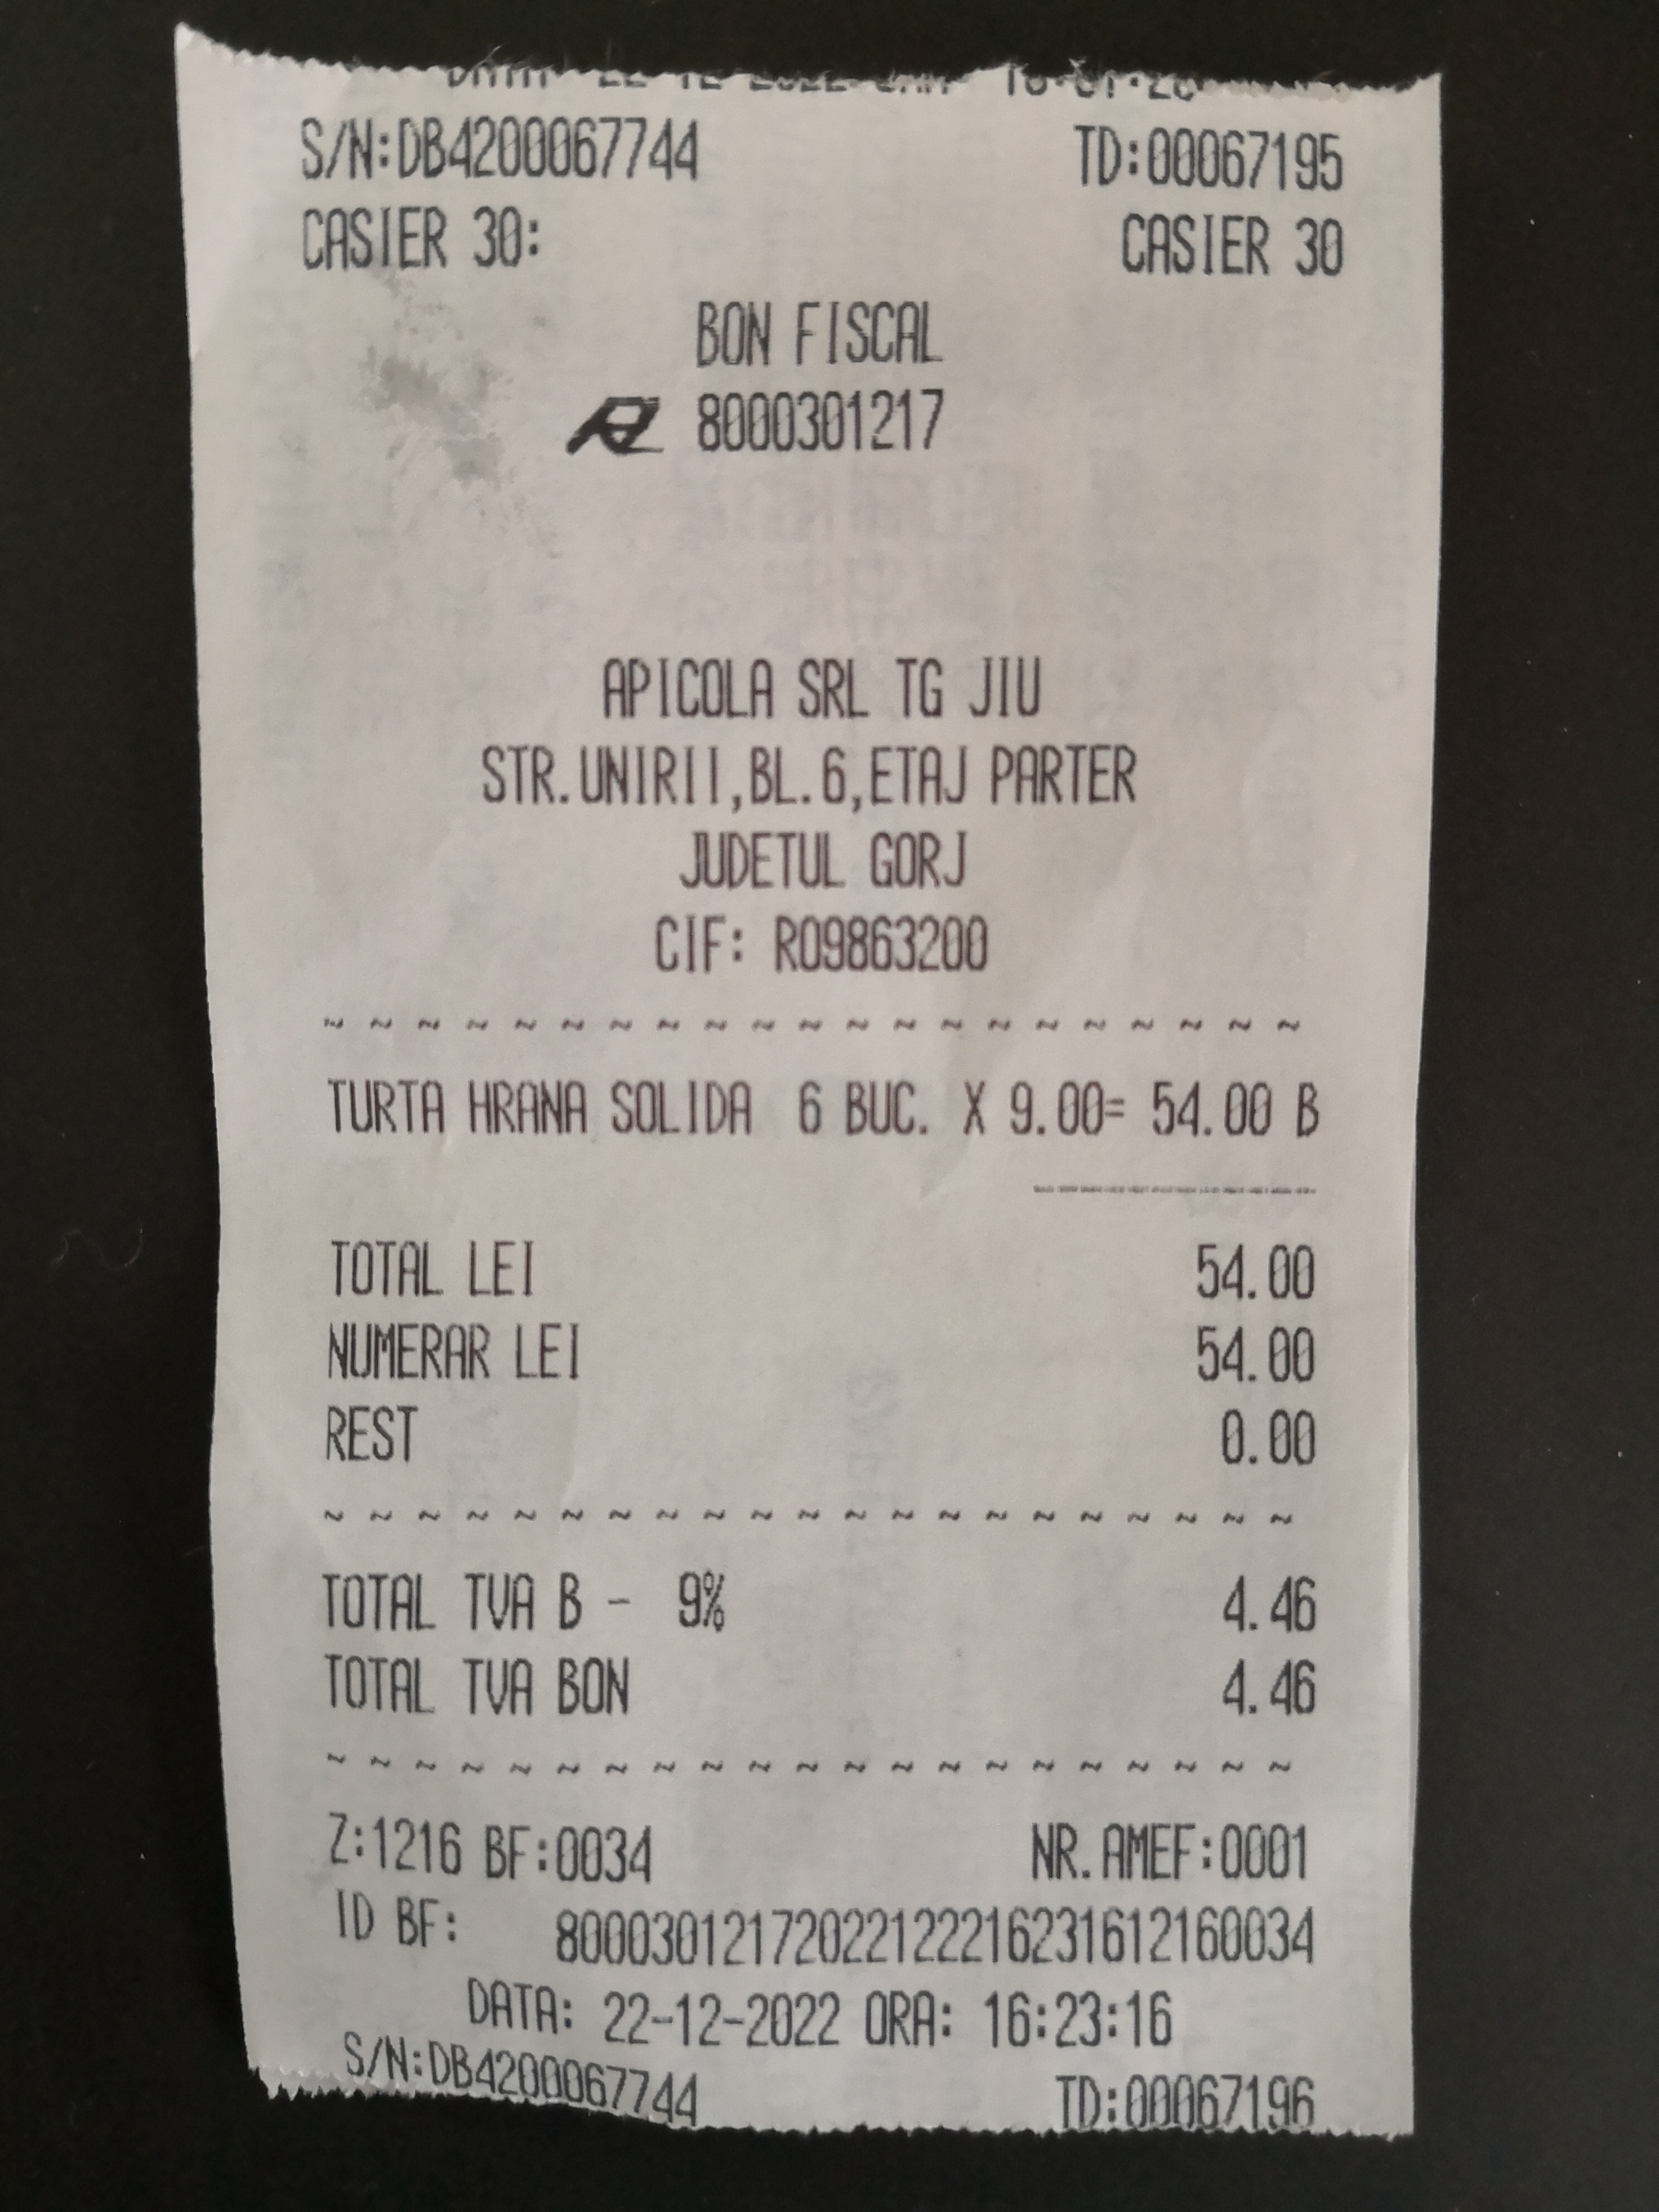 S/N:DB4200067744 TD:00067195
CASIER 30: CASIER 30
BON FISCAL
8000301217
APICOLA SRL TG JIU
STR.UNIRII,BL.6,ETAJ PARTER
JUDETUL GORJ
CIF: RO9863200
~ ~ ~ ~ ~ ~ ~ ~ ~ ~ ~ ~ ~ ~ ~ ~ ~ ~ ~ ~ ~
TURTA HRANA SOLIDA 6 BUC. X 9.00= 54.00 B
------------
TOTAL LEI 54.00
NUMERAR LEI 54.00
REST 0.00
~ ~ ~ ~ ~ ~ ~ ~ ~ ~ ~ ~ ~ ~ ~ ~ ~ ~ ~ ~ ~
TOTAL TVA B - 9% 4.46
TOTAL TVA BON 4.46
~ ~ ~ ~ ~ ~ ~ ~ ~ ~ ~ ~ ~ ~ ~ ~ ~ ~ ~ ~ ~
Z:1216 BF:0034 NR.AMEF:0001
ID BF: 80003012172022122216231612160034
DATA: 22-12-2022 ORA: 16:23:16
S/N:DB4200067744 TD:00067196